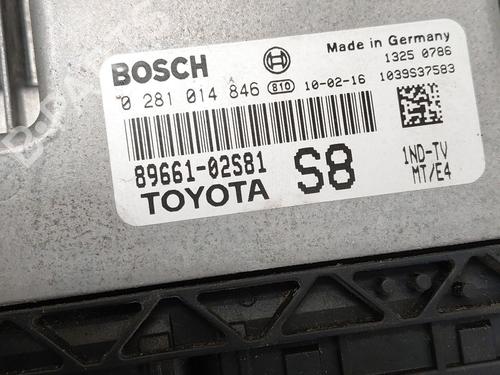 BOSCH
Made in Germany
1325 0786
0 281 014 846 A 810 10-02-16
1039S37583
89661-02S81
TOYOTA
S8
1ND-TV
MT/E4
B-PARTS